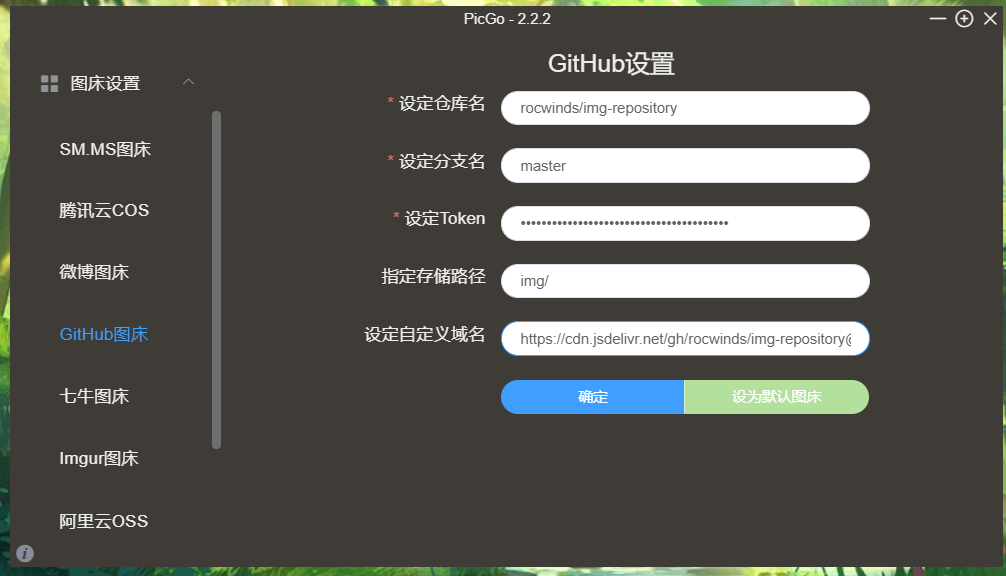 PicGo - 2.2.2
图床设置
SM.MS图床
腾讯云COS
微博图床
GitHub图床
七牛图床
Imgur图床
阿里云OSS
GitHub设置
* 设定仓库名
rocwinds/img-repository
* 设定分支名
master
* 设定Token
指定存储路径
img/
设定自定义域名
https://cdn.jsdelivr.net/gh/rocwinds/img-repository@
确定
设为默认图床